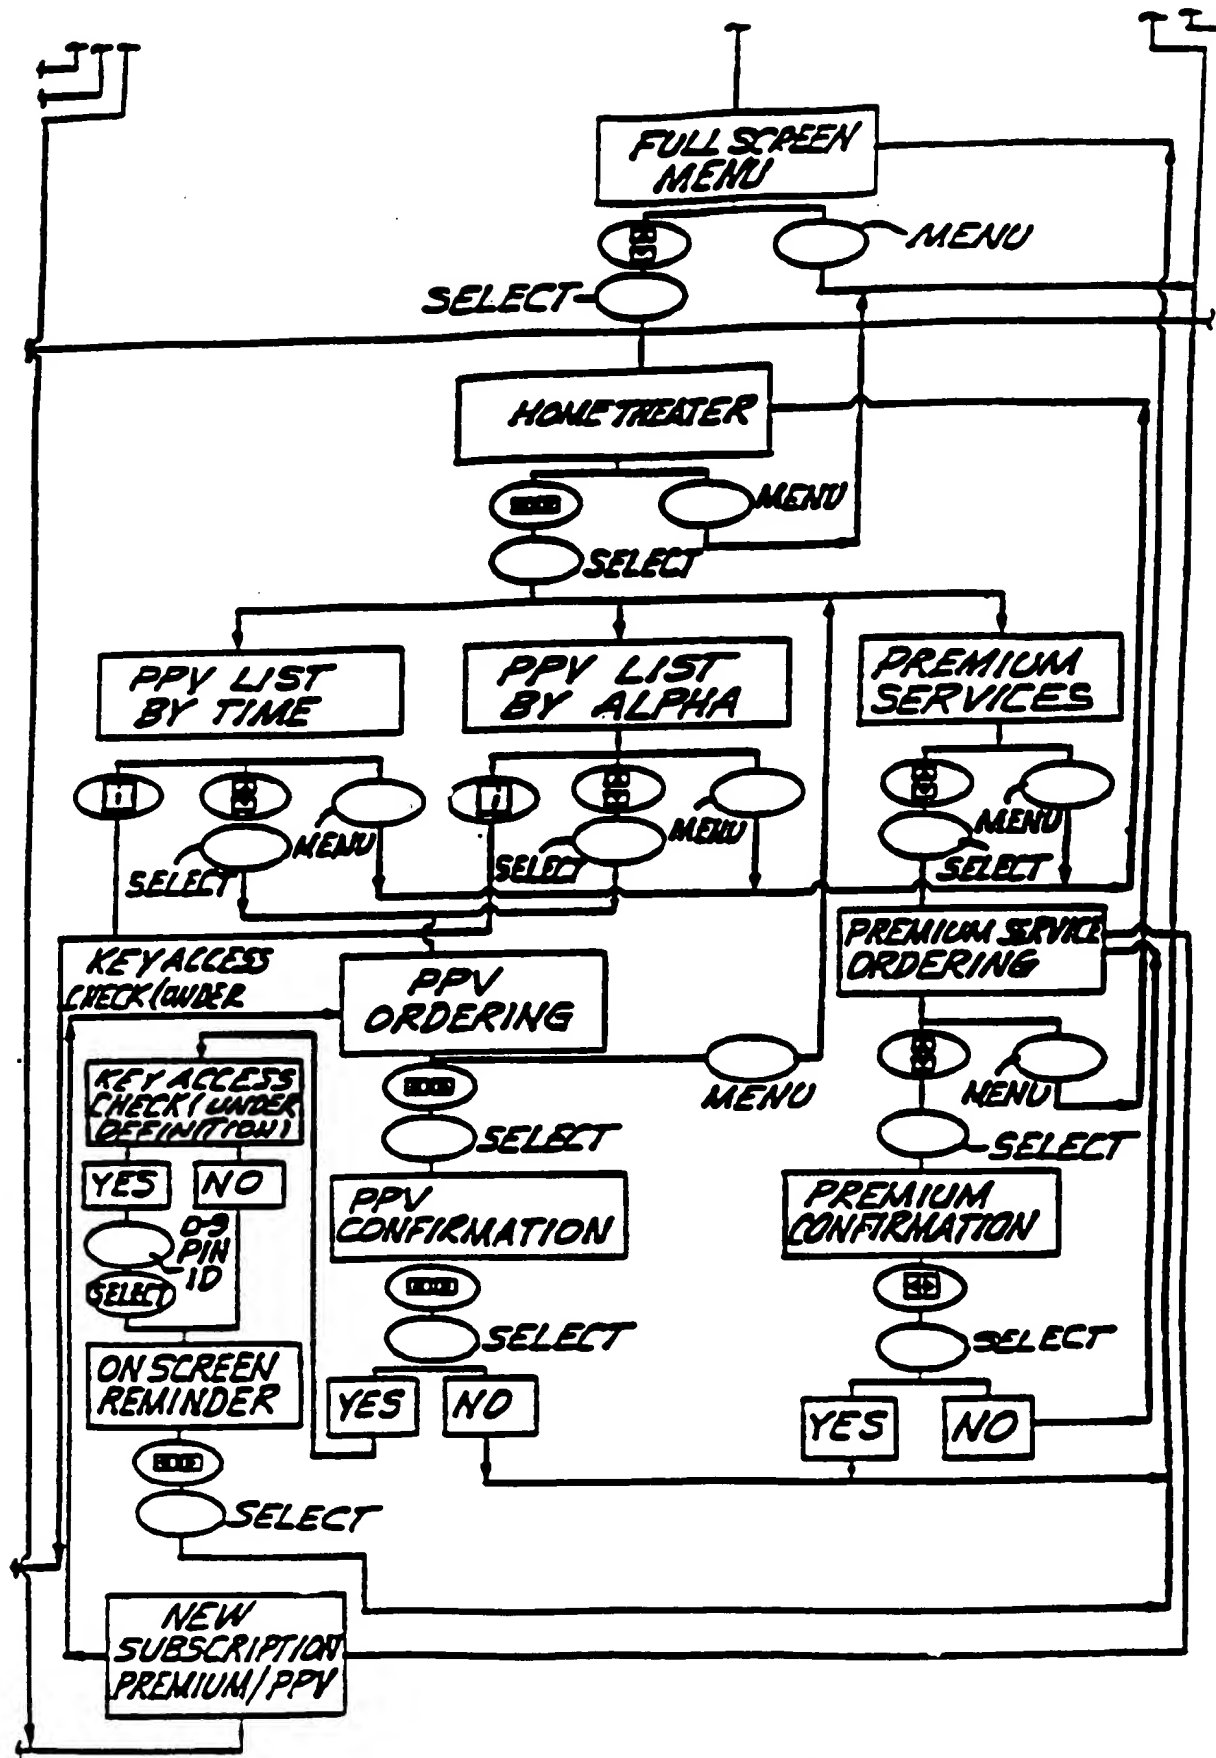 FULL SCREEN
MENU
MENU
SELECT
HOME THEATER
MENU
SELECT
PPV LIST
BY TIME
PPV LIST
BY ALPHA
PREMIUM
SERVICES
i
i
MENU
MENU
MENU
SELECT
SELECT
SELECT
KEY ACCESS
CHECK (UNDER
PPV
ORDERING
PREMIUM SERVICE
ORDERING
KEY ACCESS
CHECK (UNDER
DEFINITION)
MENU
MENU
SELECT
SELECT
YES
NO
PPV
CONFIRMATION
PREMIUM
CONFIRMATION
0-9
PIN
ID
SELECT
SELECT
SELECT
ON SCREEN
REMINDER
YES
NO
YES
NO
SELECT
NEW
SUBSCRIPTION
PREMIUM/PPV